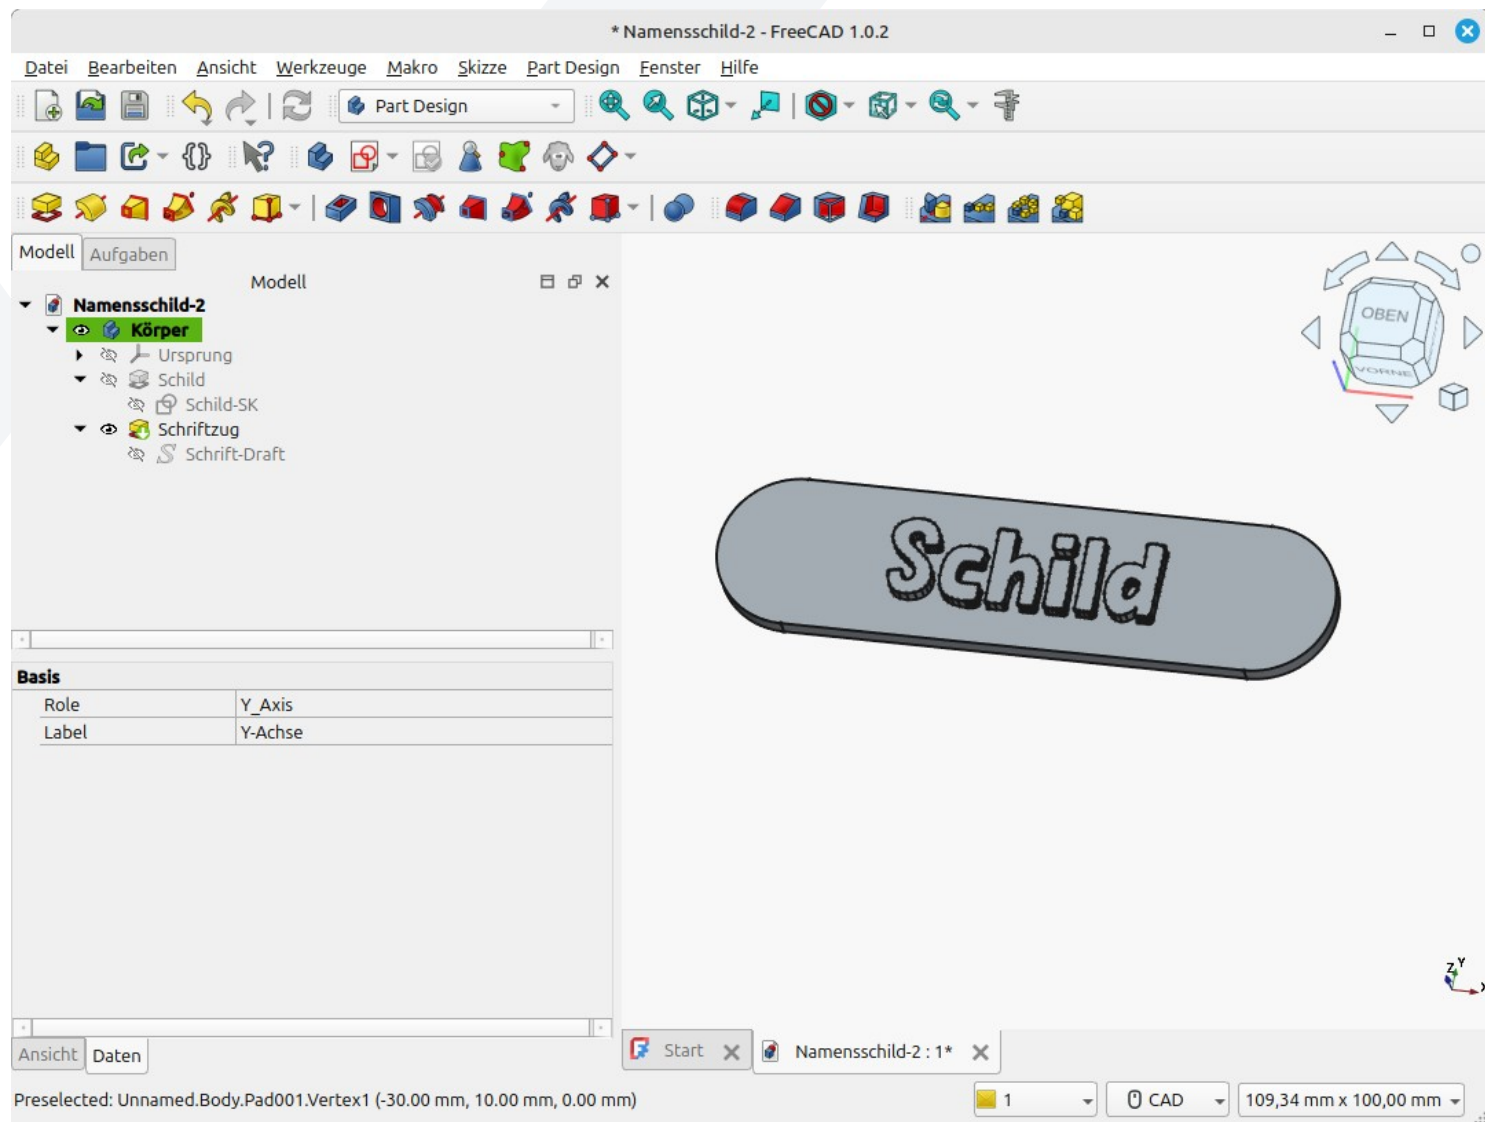 * Namensschild-2 - FreeCAD 1.0.2
Datei Bearbeiten Ansicht Werkzeuge Makro Skizze Part Design Fenster Hilfe
Part Design
Modell Aufgaben
Modell
Namensschild-2
Körper
Ursprung
Schild
Schild-SK
Schriftzug
Schrift-Draft
OBEN
VORNE
Schild
Basis
Role Y_Axis
Label Y-Achse
Z Y X
Ansicht Daten
Start Namensschild-2 : 1*
Preselected: Unnamed.Body.Pad001.Vertex1 (-30.00 mm, 10.00 mm, 0.00 mm)
1 CAD 109,34 mm x 100,00 mm